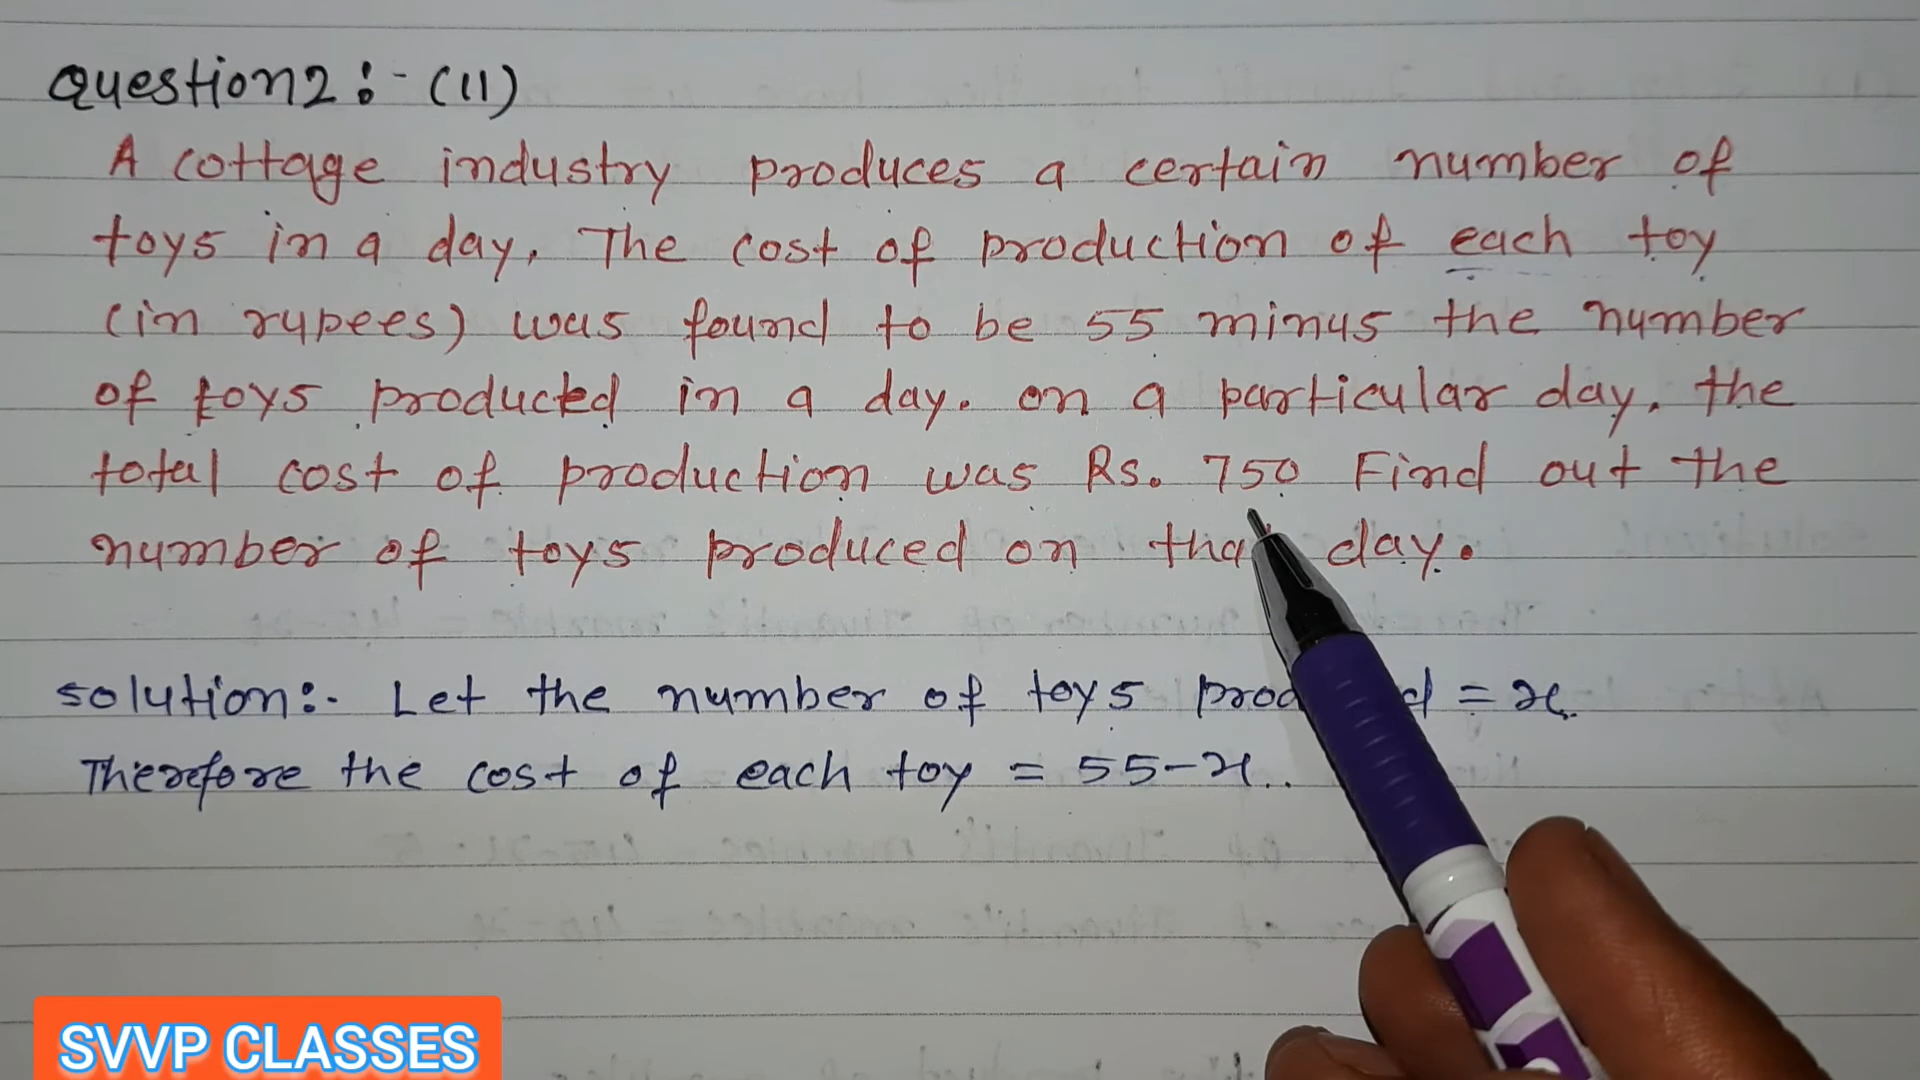 Question2:- (II)
A cottage industry produces a certain number of
toys in a day, The cost of production of each toy
(in rupees) was found to be 55 minus the number
of toys producted in a day. on a particular day, the
total cost of production was Rs. 750 Find out the
number of toys produced on that day.
Solution:- Let the number of toys produced = x.
Therefore the cost of each toy = 55-x..
SVVP CLASSES